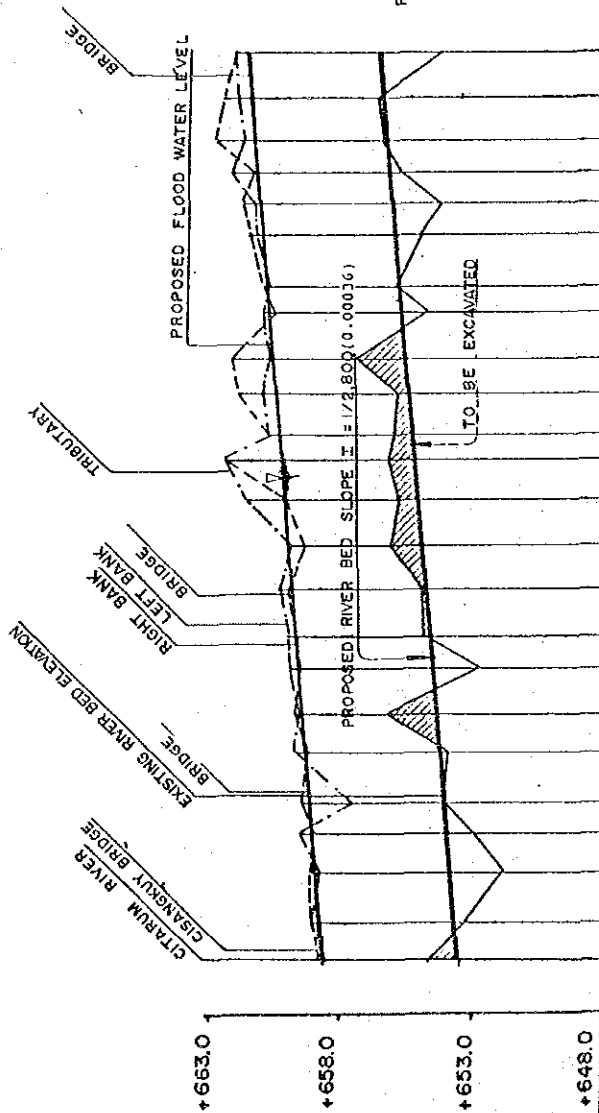 BRIDGE
PROPOSED FLOOD WATER LEVEL
TRIBUTARY
BRIDGE
LEFT BANK
RIGHT BANK
EXISTING RIVER BED ELEVATION
BRIDGE
CISANGKUY BRIDGE
CITARUM RIVER
PROPOSED RIVER BED SLOPE I = 1/2,800(0.00036)
TO BE EXCAVATED
+663.0
+658.0
+653.0
+648.0